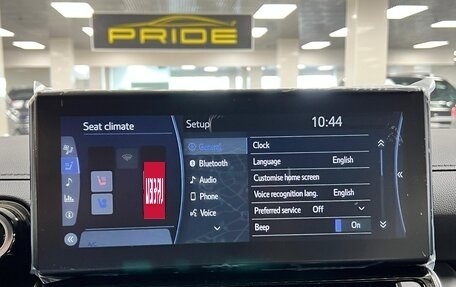 PRIDE
Seat climate
Setup
10:44
General
Clock
Bluetooth
Language English
Audio
Customise home screen
Phone
Voice recognition lang. English
Voice
Preferred service Off
Beep On